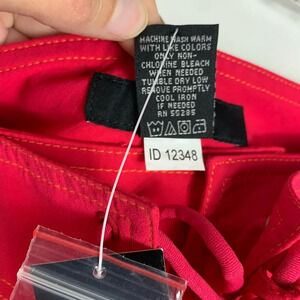 MACHINE WASH WARM
WITH LIKE COLORS
ONLY NON-
CHLORINE BLEACH
WHEN NEEDED
TUMBLE DRY LOW
REMOVE PROMPTLY
COOL IRON
IF NEEDED
RN 55285
ID 12348